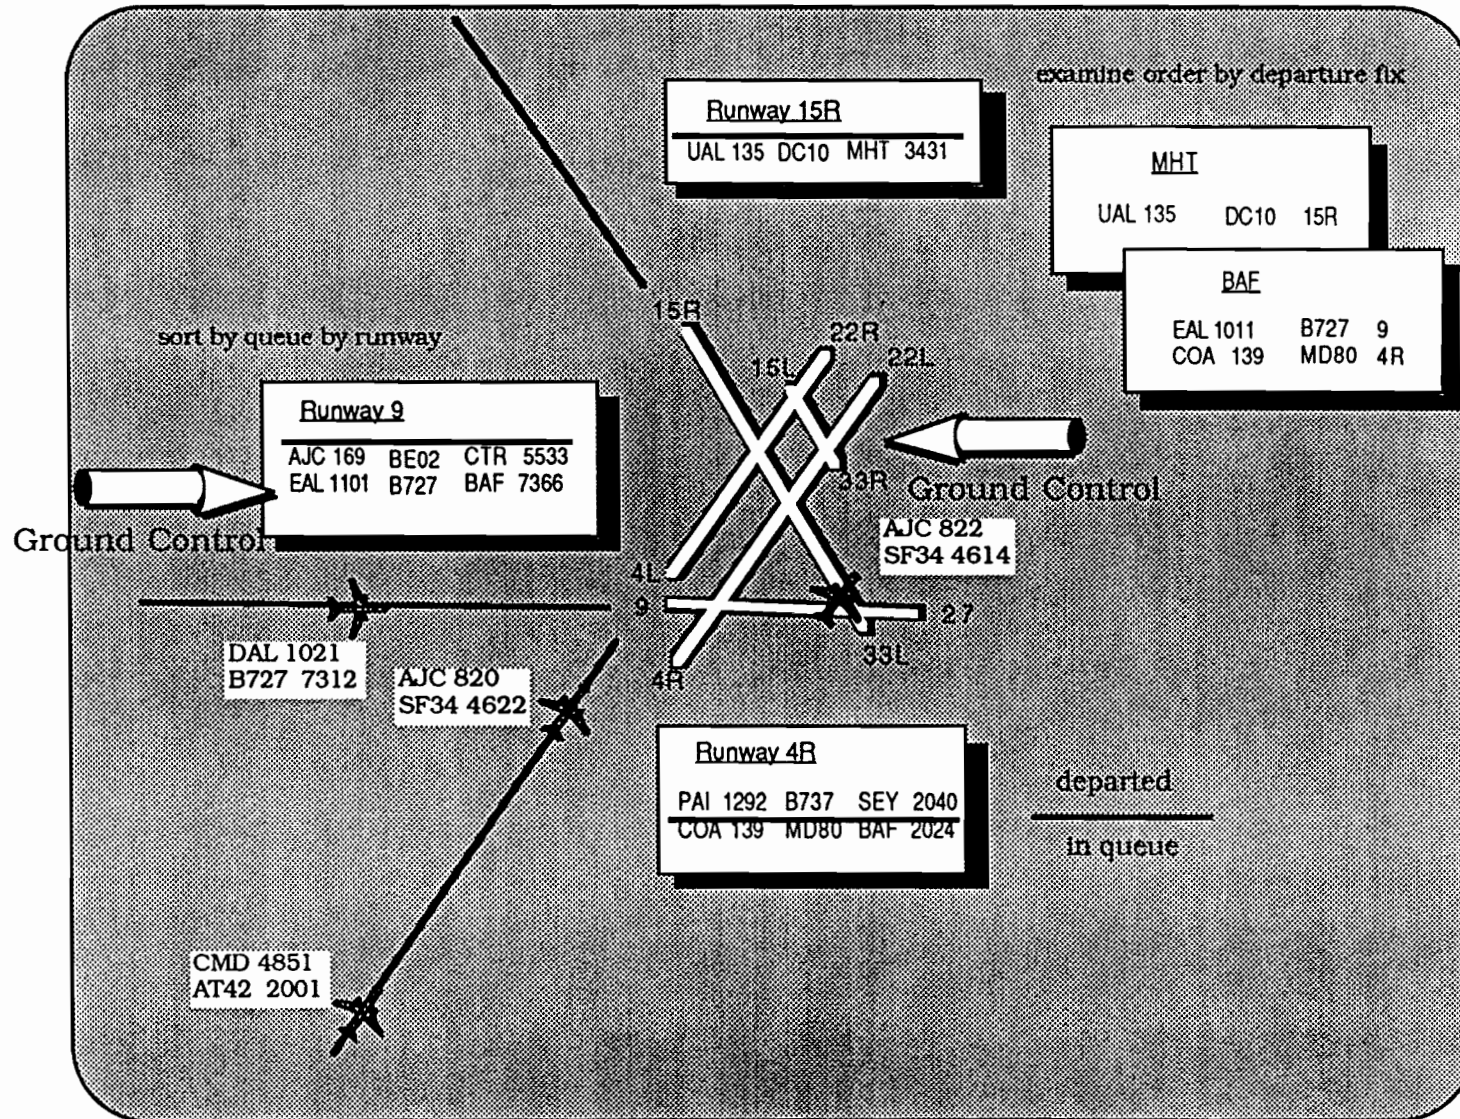 examine order by departure fix
Runway 15R
UAL 135 DC10 MHT 3431
MHT
UAL 135 DC10 15R
BAF
EAL 1011 B727 9
COA 139 MD80 4R
sort by queue by runway
Runway 9
AJC 169 BE02 CTR 5533
EAL 1101 B727 BAF 7366
Ground Control
15R
22R
15L
22L
33R
Ground Control
AJC 822
SF34 4614
4L
9
27
33L
4R
DAL 1021
B727 7312
AJC 820
SF34 4622
Runway 4R
PAI 1292 B737 SEY 2040
COA 139 MD80 BAF 2024
departed
in queue
CMD 4851
AT42 2001